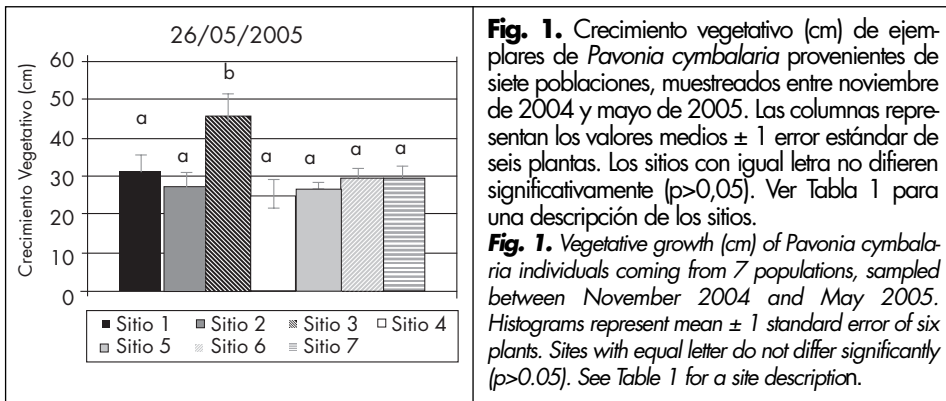 26/05/2005
Crecimiento Vegetativo (cm)
60
50
40
30
20
10
0
a
a
b
a
a
a
a
Sitio 1 Sitio 2 Sitio 3 Sitio 4
Sitio 5 Sitio 6 Sitio 7
Fig. 1. Crecimiento vegetativo (cm) de ejem-
plares de Pavonia cymbalaria provenientes de
siete poblaciones, muestreados entre noviembre
de 2004 y mayo de 2005. Las columnas repre-
sentan los valores medios ± 1 error estándar de
seis plantas. Los sitios con igual letra no difieren
significativamente (p>0,05). Ver Tabla 1 para
una descripción de los sitios.
Fig. 1. Vegetative growth (cm) of Pavonia cymbala-
ria individuals coming from 7 populations, sampled
between November 2004 and May 2005.
Histograms represent mean ± 1 standard error of six
plants. Sites with equal letter do not differ significantly
(p>0.05). See Table 1 for a site description.